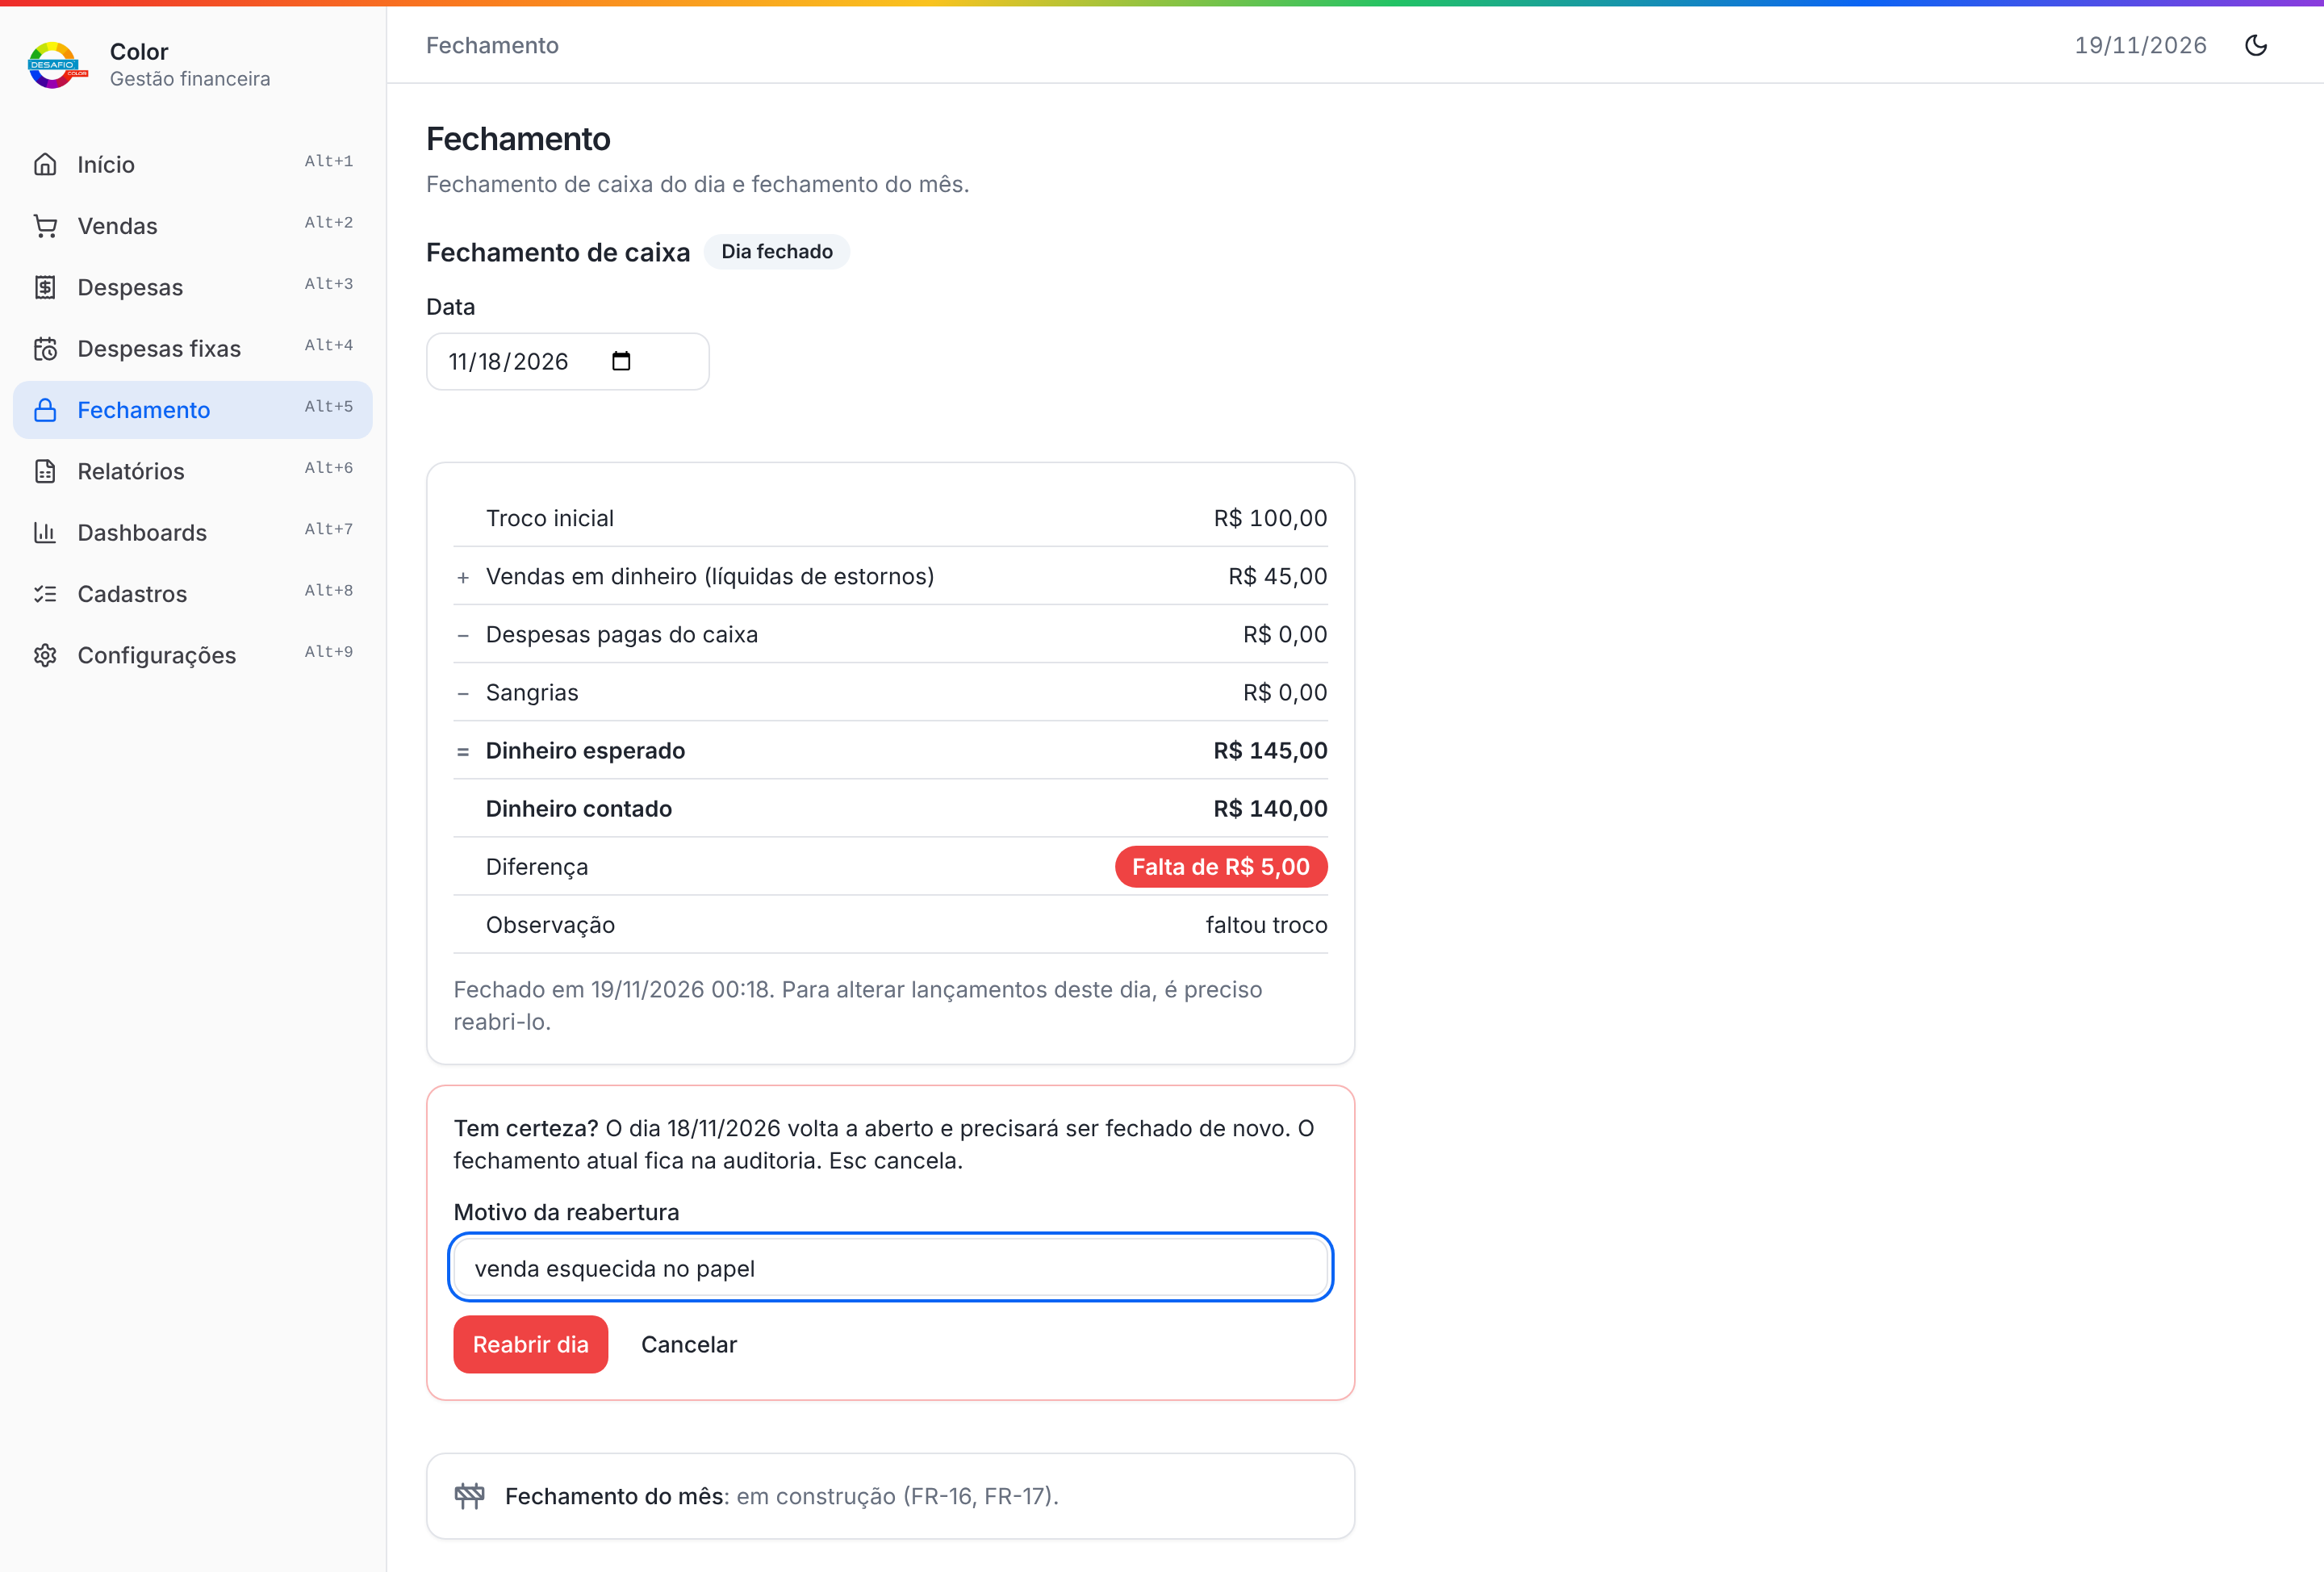 DESAFIO
COLOR
Color
Gestão financeira
Início Alt+1
Vendas Alt+2
Despesas Alt+3
Despesas fixas Alt+4
Fechamento Alt+5
Relatórios Alt+6
Dashboards Alt+7
Cadastros Alt+8
Configurações Alt+9
Fechamento 19/11/2026
Fechamento
Fechamento de caixa do dia e fechamento do mês.
Fechamento de caixa Dia fechado
Data
11/18/2026
Troco inicial R$ 100,00
+ Vendas em dinheiro (líquidas de estornos) R$ 45,00
− Despesas pagas do caixa R$ 0,00
− Sangrias R$ 0,00
= Dinheiro esperado R$ 145,00
Dinheiro contado R$ 140,00
Diferença Falta de R$ 5,00
Observação faltou troco
Fechado em 19/11/2026 00:18. Para alterar lançamentos deste dia, é preciso
reabri-lo.
Tem certeza? O dia 18/11/2026 volta a aberto e precisará ser fechado de novo. O
fechamento atual fica na auditoria. Esc cancela.
Motivo da reabertura
venda esquecida no papel
Reabrir dia Cancelar
Fechamento do mês: em construção (FR-16, FR-17).